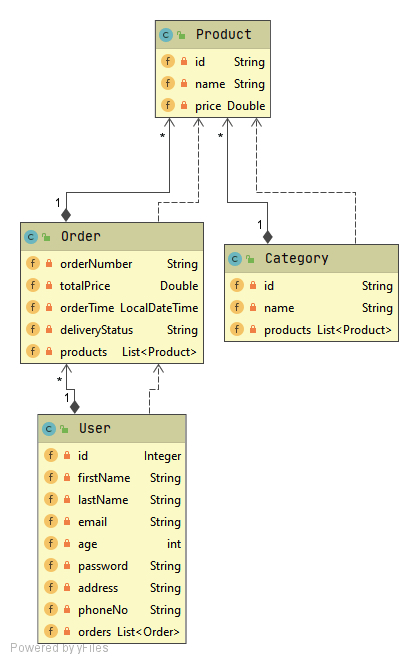 Product
id String
name String
price Double
* *
1 1
Order
orderNumber String
totalPrice Double
orderTime LocalDateTime
deliveryStatus String
products List<Product>
Category
id String
name String
products List<Product>
*
1
User
id Integer
firstName String
lastName String
email String
age int
password String
address String
phoneNo String
orders List<Order>
Powered by yFiles